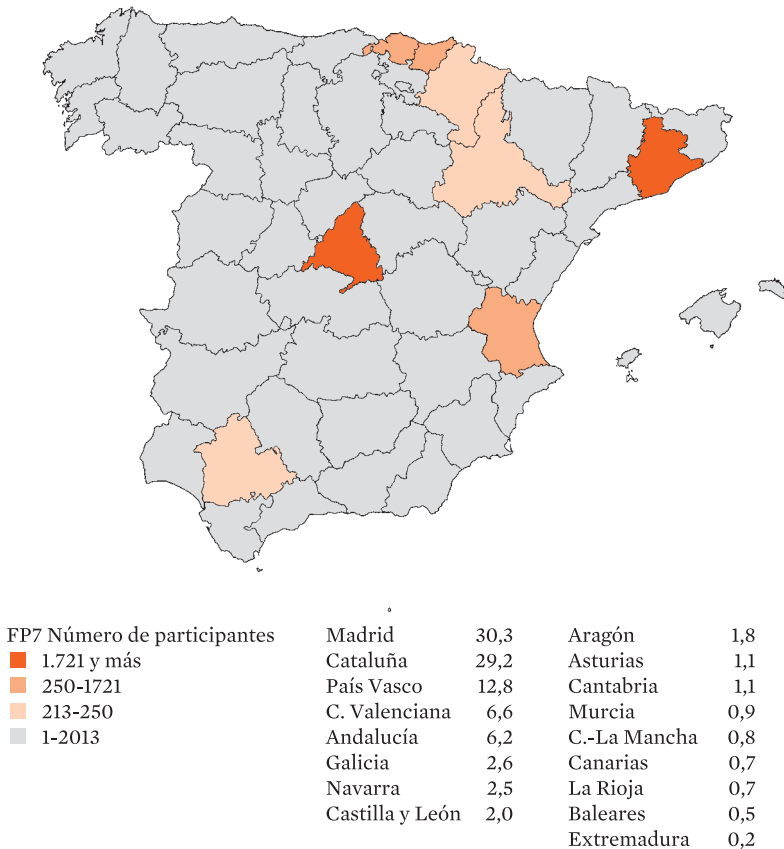 FP7 Número de participantes
1.721 y más
250-1721
213-250
1-2013
Madrid 30,3
Cataluña 29,2
País Vasco 12,8
C. Valenciana 6,6
Andalucía 6,2
Galicia 2,6
Navarra 2,5
Castilla y León 2,0
Aragón 1,8
Asturias 1,1
Cantabria 1,1
Murcia 0,9
C.-La Mancha 0,8
Canarias 0,7
La Rioja 0,7
Baleares 0,5
Extremadura 0,2